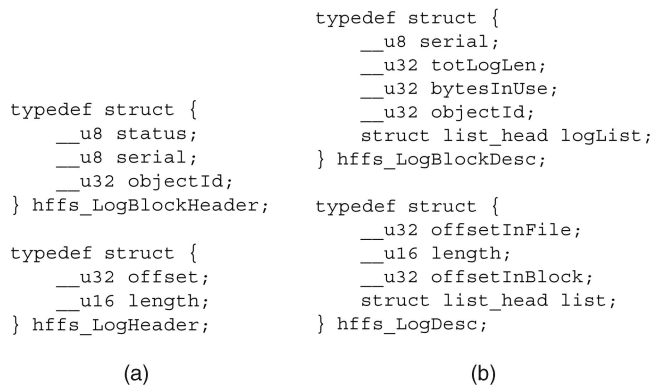 typedef struct {
__u8 status;
__u8 serial;
__u32 objectId;
} hffs_LogBlockHeader;
typedef struct {
__u32 offset;
__u16 length;
} hffs_LogHeader;
(a)
typedef struct {
__u8 serial;
__u32 totLogLen;
__u32 bytesInUse;
__u32 objectId;
struct list_head logList;
} hffs_LogBlockDesc;
typedef struct {
__u32 offsetInFile;
__u16 length;
__u32 offsetInBlock;
struct list_head list;
} hffs_LogDesc;
(b)